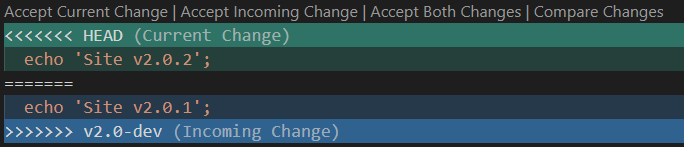 Accept Current Change | Accept Incoming Change | Accept Both Changes | Compare Changes
<<<<<<< HEAD (Current Change)
  echo 'Site v2.0.2';
=======
  echo 'Site v2.0.1';
>>>>>>> v2.0-dev (Incoming Change)